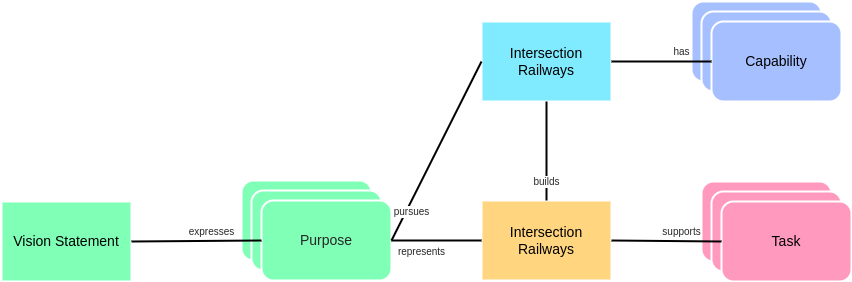 Intersection
Railways
has
Capability
builds
pursues
Vision Statement
expresses
Purpose
represents
Intersection
Railways
supports
Task